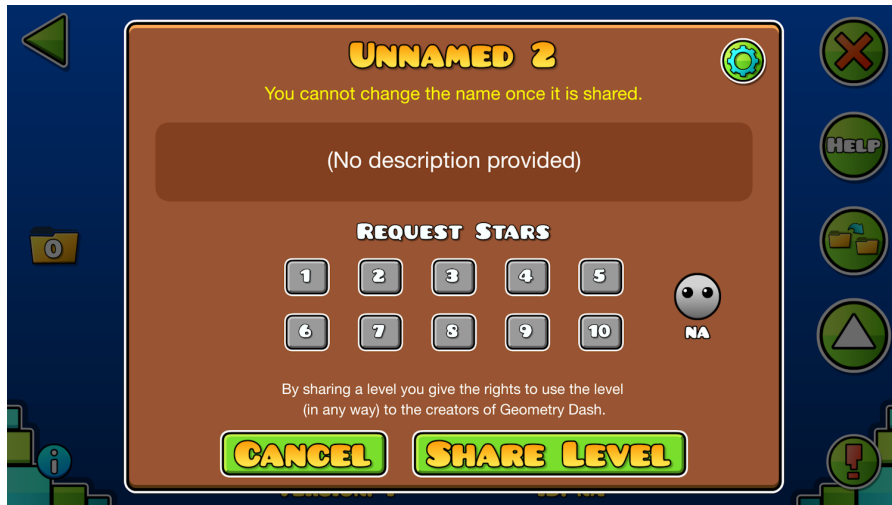 Unnamed 2
You cannot change the name once it is shared.
(No description provided)
Help
0
Request Stars
1 2 3 4 5
6 7 8 9 10
NA
By sharing a level you give the rights to use the level
(in any way) to the creators of Geometry Dash.
Cancel Share Level